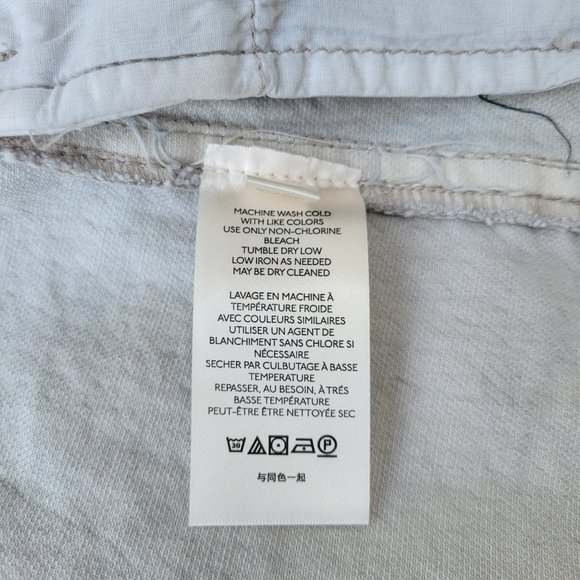 MACHINE WASH COLD
WITH LIKE COLORS
USE ONLY NON-CHLORINE
BLEACH
TUMBLE DRY LOW
LOW IRON AS NEEDED
MAY BE DRY CLEANED
LAVAGE EN MACHINE À
TEMPÉRATURE FROIDE
AVEC COULEURS SIMILAIRES
UTILISER UN AGENT DE
BLANCHIMENT SANS CHLORE SI
NÉCESSAIRE
SECHER PAR CULBUTAGE À BASSE
TEMPERATURE
REPASSER, AU BESOIN, À TRÉS
BASSE TEMPÉRATURE
PEUT-ÊTRE ÊTRE NETTOYÉE SEC
30 P
与同色一起